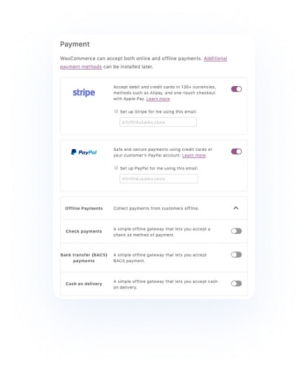 Payment
WooCommerce can accept both online and offline payments. Additional
payment methods can be installed later.
stripe
Accept debit and credit cards in 135+ currencies,
methods such as Alipay, and one-touch checkout
with Apple Pay. Learn more.
Set up Stripe for me using this email:
PayPal
Safe and secure payments using credit cards or
your customer's PayPal account. Learn more.
Set up PayPal for me using this email:
Offline Payments
Collect payments from customers offline.
Check payments
A simple offline gateway that lets you accept a
check as method of payment.
Bank transfer (BACS)
payments
A simple offline gateway that lets you accept
BACS payment.
Cash on delivery
A simple offline gateway that lets you accept cash
on delivery.